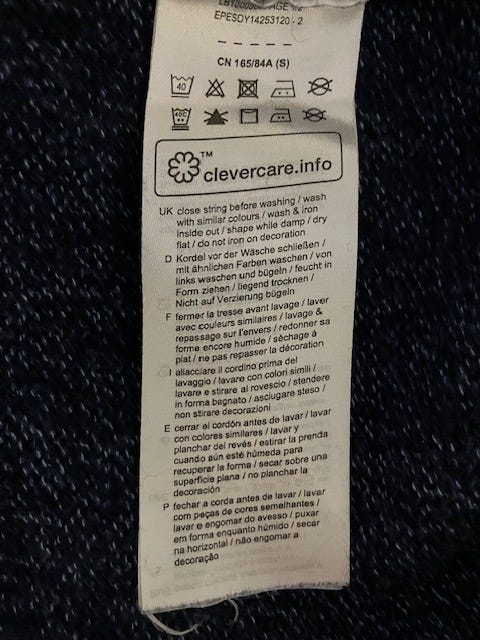 EPESDY14253120 - 2
CN 165/84A (S)
40
40C
™
clevercare.info
UK close string before washing / wash
with similar colours / wash & iron
inside out / shape while damp / dry
flat / do not iron on decoration
D Kordel vor der Wäsche schließen /
mit ähnlichen Farben waschen / von
links waschen und bügeln / feucht in
Form ziehen / liegend trocknen /
Nicht auf Verzierung bügeln
F fermer la tresse avant lavage / laver
avec couleurs similaires / lavage &
repassage sur l'envers / redonner sa
forme encore humide / séchage à
plat / ne pas repasser la décoration
I allacciare il cordino prima del
lavaggio / lavare con colori simili /
lavare e stirare al rovescio / stendere
in forma bagnato / asciugare steso /
non stirare decorazioni
E cerrar el cordón antes de lavar / lavar
con colores similares / lavar y
planchar del revés / estirar la prenda
cuando aún esté húmeda para
recuperar la forma / secar sobre una
superficie plana / no planchar la
decoración
P fechar a corda antes de lavar / lavar
com peças de cores semelhantes /
lavar e engomar do avesso / puxar
em forma enquanto húmido / secar
na horizontal / não engomar a
decoração